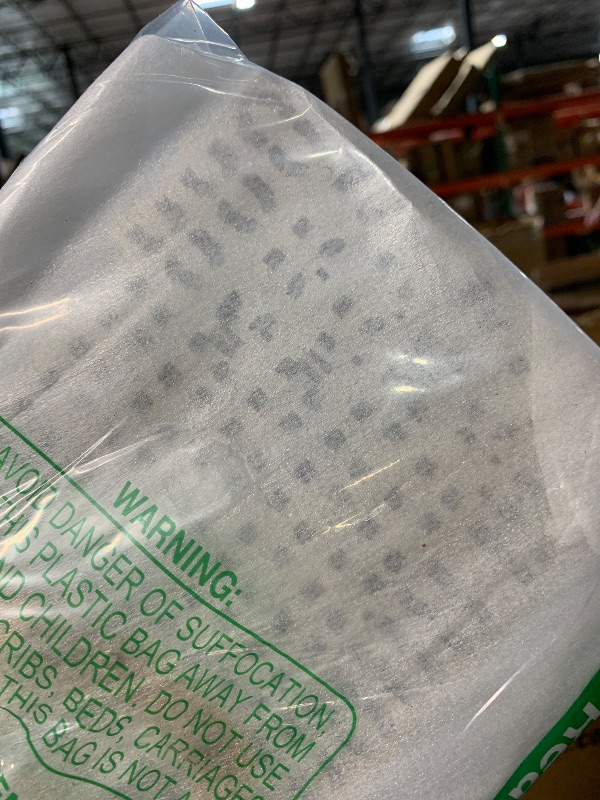 WARNING:
AVOID DANGER OF SUFFOCATION,
THIS PLASTIC BAG AWAY FROM
AND CHILDREN. DO NOT USE
CRIBS, BEDS, CARRIAGES
THIS BAG IS NOT A